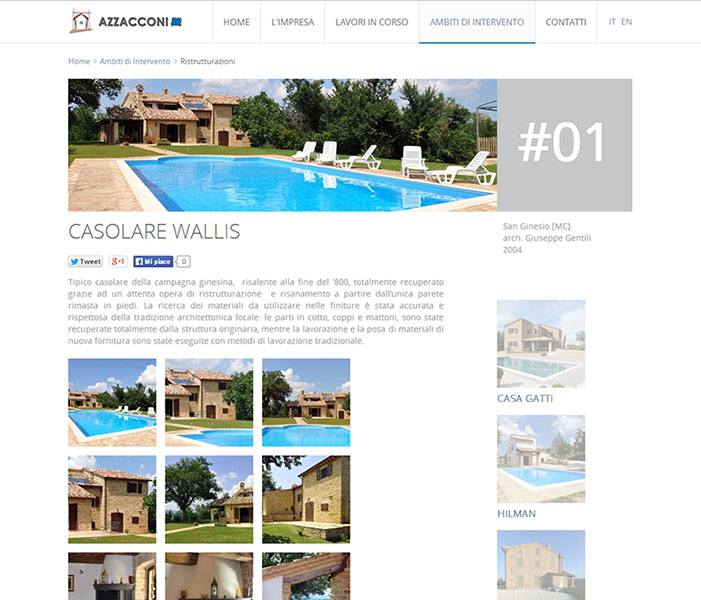 AZZACCONI
HOME
L'IMPRESA
LAVORI IN CORSO
AMBITI DI INTERVENTO
CONTATTI
IT EN
Home > Ambiti di Intervento > Ristrutturazioni
#01
CASOLARE WALLIS
San Ginesio [MC]
arch. Giuseppe Gentili
2004
Tweet
+1
Mi piace
0
Tipico casolare della campagna ginesina, risalente alla fine del '800, totalmente recuperato
grazie ad un attenta opera di ristrutturazione e risanamento a partire dall'unica parete
rimasta in piedi. La ricerca dei materiali da utilizzare nelle finiture è stata accurata e
rispettosa della tradizione architettonica locale: le parti in cotto, coppi e mattoni, sono state
recuperate totalmente dalla struttura originaria, mentre la lavorazione e la posa di materiali di
nuova fornitura sono state eseguite con metodi di lavorazione tradizionale.
CASA GATTI
HILMAN